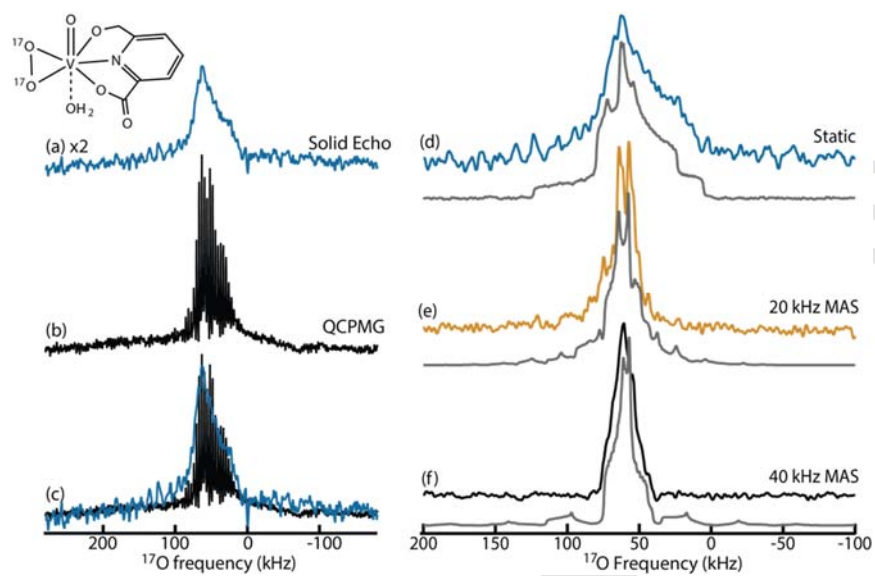 O
17O
O
V
N
17O
O
OH2
O
(a) x2
Solid Echo
(b)
QCPMG
(c)
200
100
0
-100
17O frequency (kHz)
(d)
Static
(e)
20 kHz MAS
(f)
40 kHz MAS
200
150
100
50
0
-50
-100
17O Frequency (kHz)